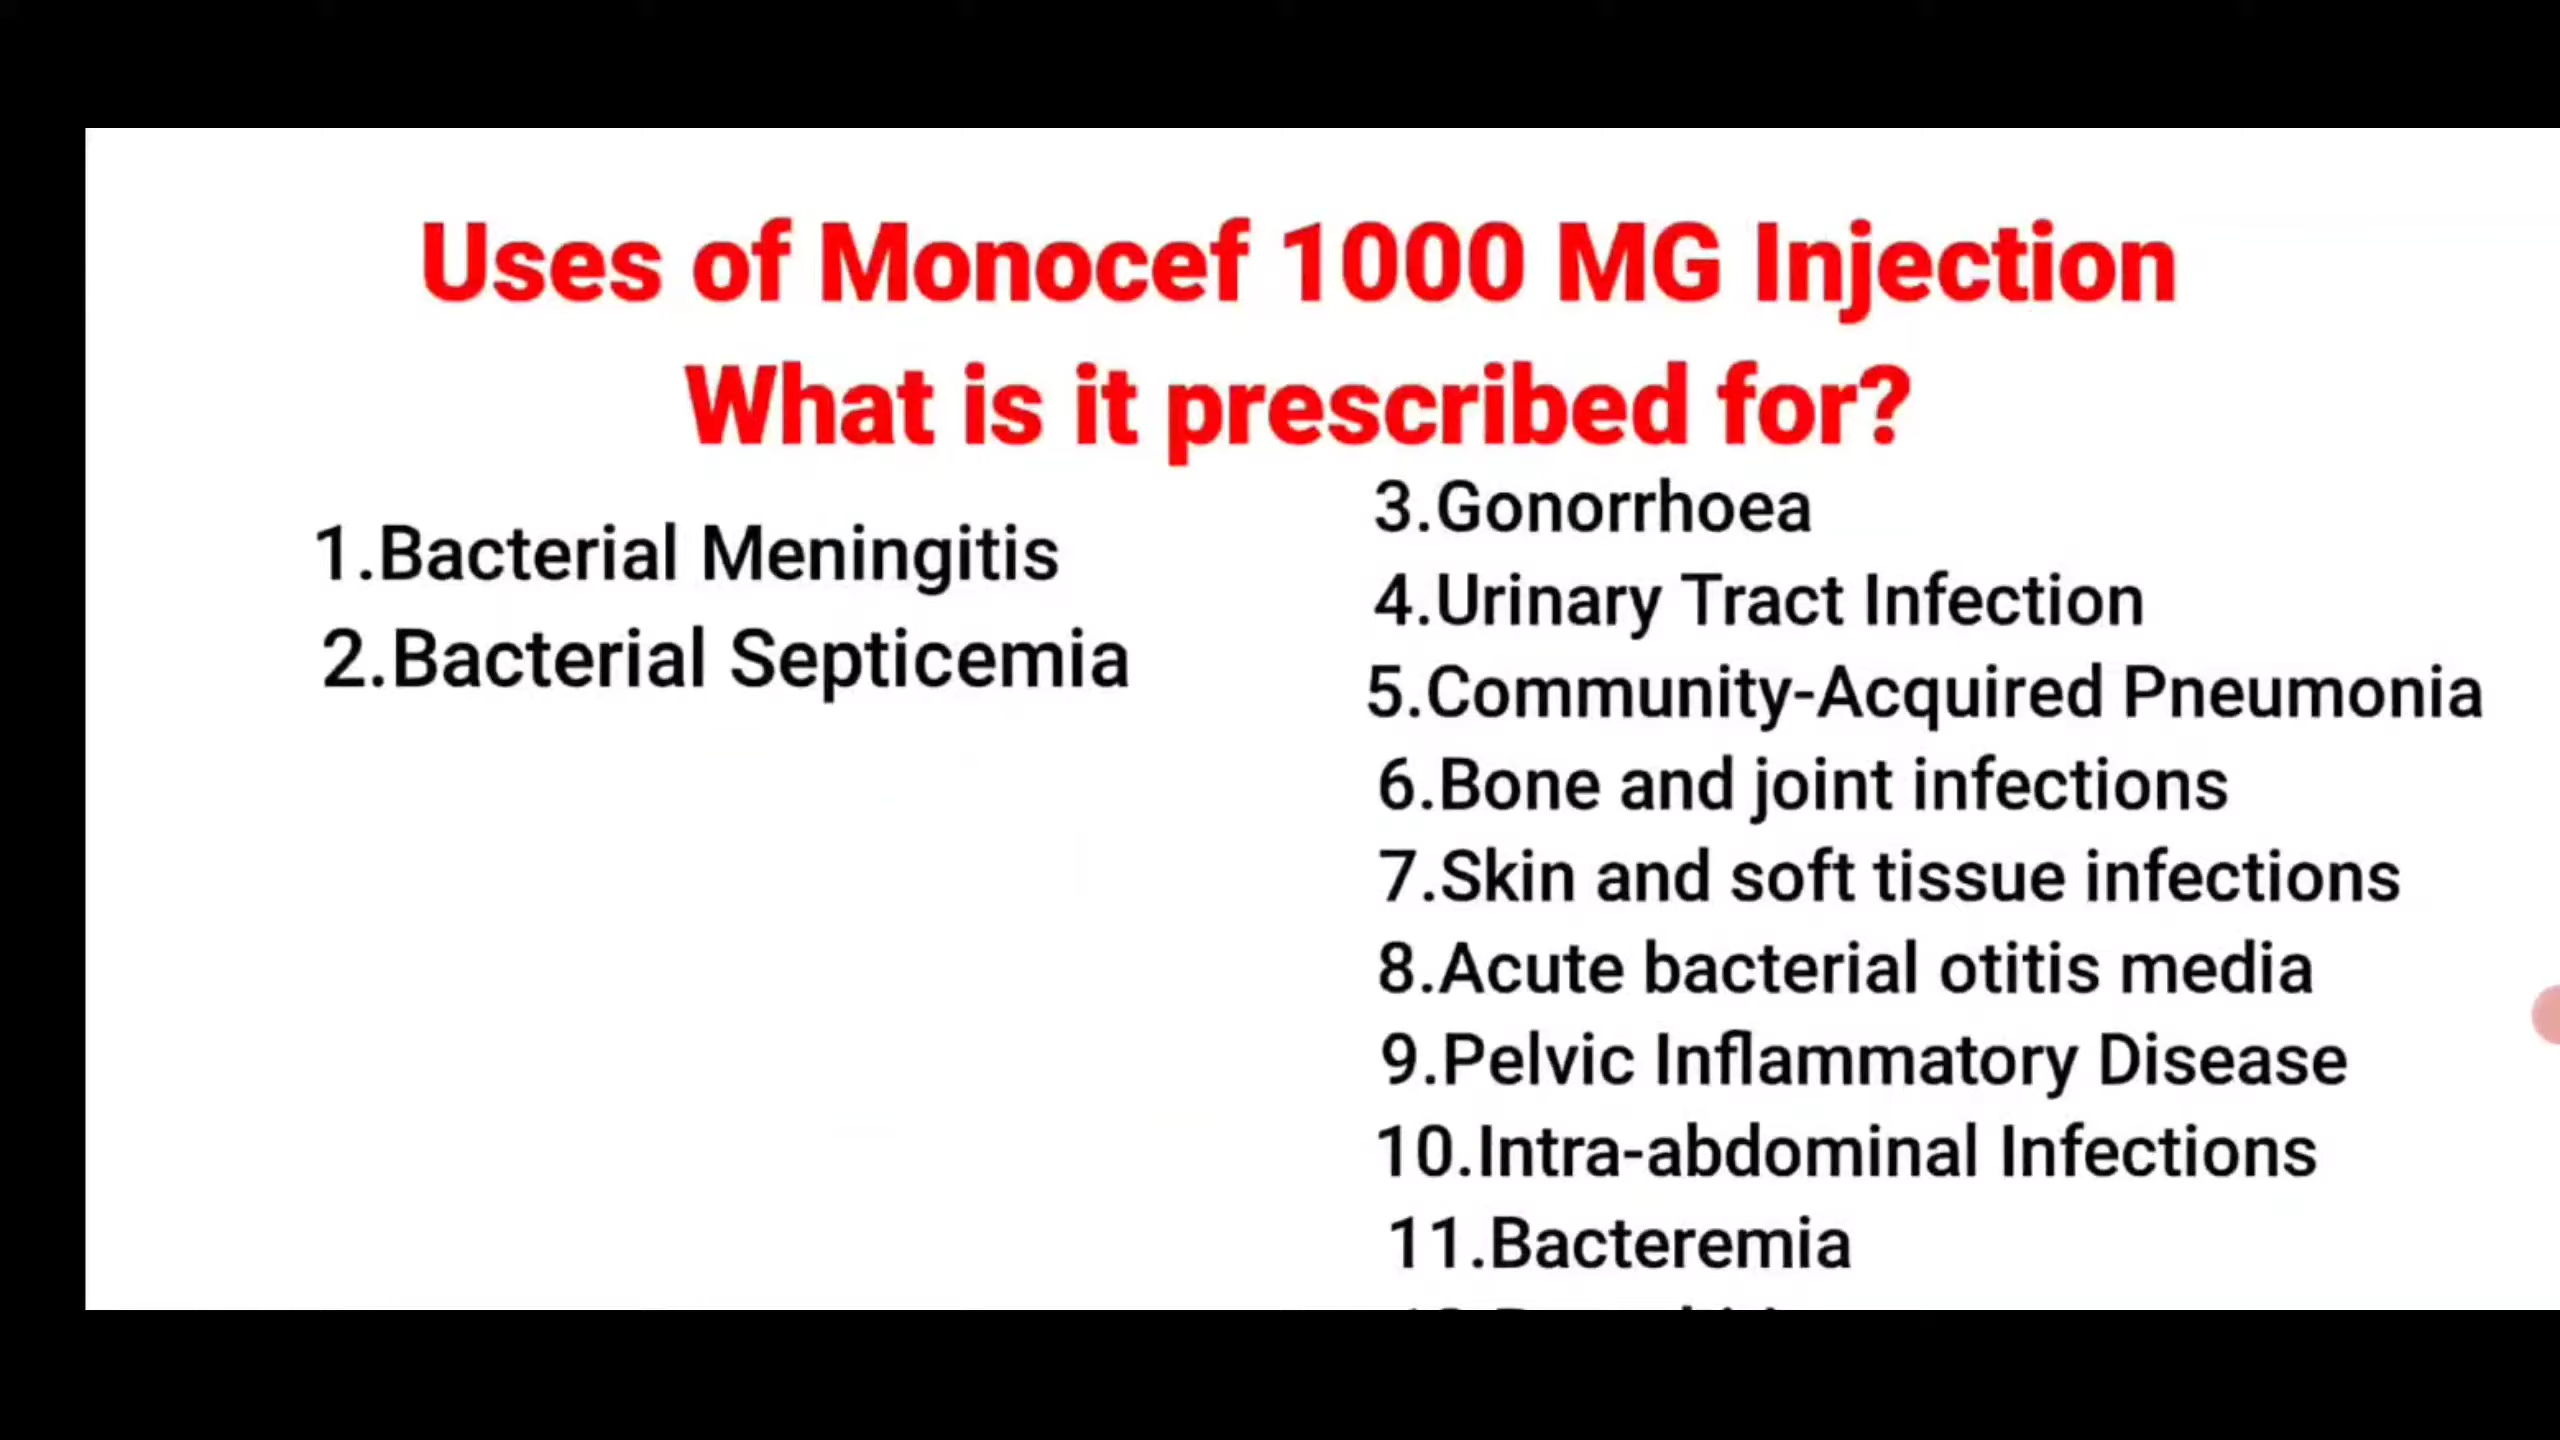 Uses of Monocef 1000 MG Injection
What is it prescribed for?
1.Bacterial Meningitis
2.Bacterial Septicemia
3.Gonorrhoea
4.Urinary Tract Infection
5.Community-Acquired Pneumonia
6.Bone and joint infections
7.Skin and soft tissue infections
8.Acute bacterial otitis media
9.Pelvic Inflammatory Disease
10.Intra-abdominal Infections
11.Bacteremia